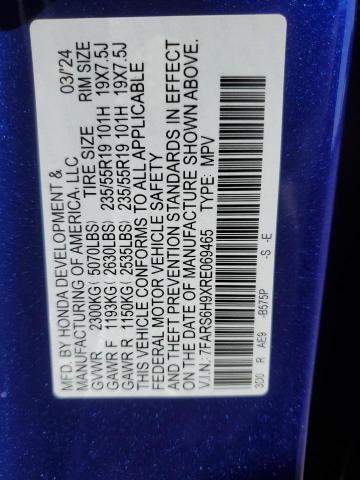 MFD. BY HONDA DEVELOPMENT & 03/'24
MANUFACTURING OF AMERICA, LLC
TIRE SIZE RIM SIZE
GVWR 2300KG (5070LBS)
GAWR F 1193KG (2630LBS) 235/55R19 101H 19X7.5J
GAWR R 1150KG (2535LBS) 235/55R19 101H 19X7.5J
THIS VEHICLE CONFORMS TO ALL APPLICABLE
FEDERAL MOTOR VEHICLE SAFETY
AND THEFT PREVENTION STANDARDS IN EFFECT
ON THE DATE OF MANUFACTURE SHOWN ABOVE.
V.I.N.: 7FARS6H9XRE069465 TYPE: MPV
300 R AE9 -B575P -S -E